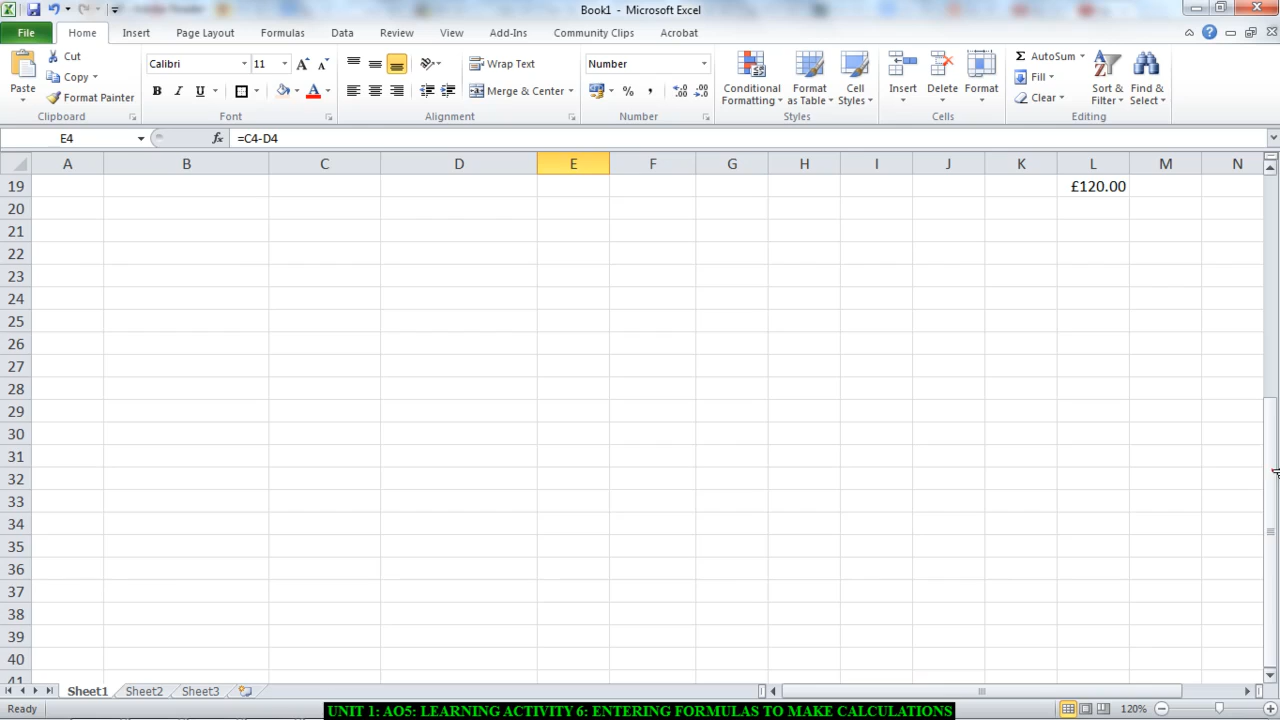 Book1 - Microsoft Excel
File Home Insert Page Layout Formulas Data Review View Add-Ins Community Clips Acrobat
Paste
Cut
Copy
Format Painter
Clipboard
Calibri 11
B I U
Font
Wrap Text
Merge & Center
Alignment
Number
%
Number
Conditional Formatting
Format as Table
Cell Styles
Styles
Insert
Delete
Format
Cells
Σ AutoSum
Fill
Clear
Sort & Filter
Find & Select
Editing
E4 fx =C4-D4
A B C D E F G H I J K L M N
19 £120.00
20
21
22
23
24
25
26
27
28
29
30
31
32
33
34
35
36
37
38
39
40
41
Sheet1 Sheet2 Sheet3
Ready 120%
UNIT 1: AO5: LEARNING ACTIVITY 6: ENTERING FORMULAS TO MAKE CALCULATIONS